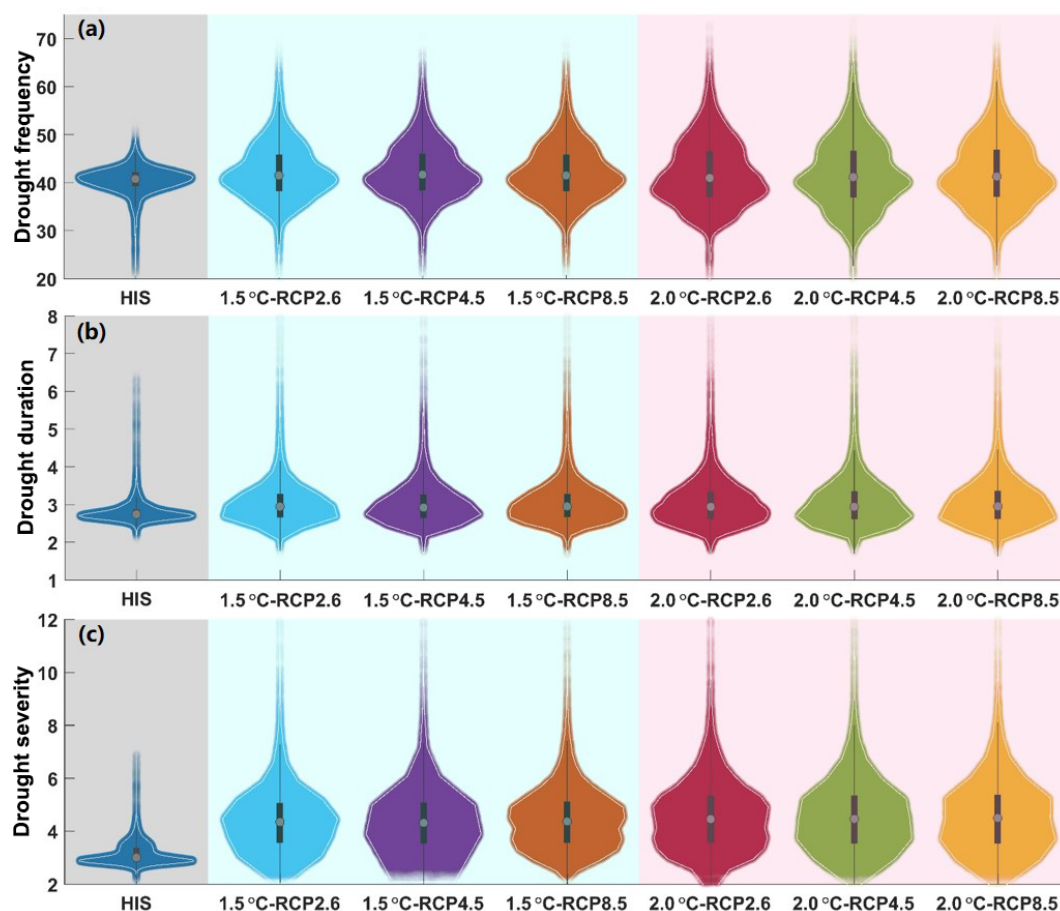 (a)
Drought frequency
70
60
50
40
30
20
HIS 1.5 °C-RCP2.6 1.5 °C-RCP4.5 1.5 °C-RCP8.5 2.0 °C-RCP2.6 2.0 °C-RCP4.5 2.0 °C-RCP8.5
(b)
Drought duration
8
7
6
5
4
3
2
1
HIS 1.5 °C-RCP2.6 1.5 °C-RCP4.5 1.5 °C-RCP8.5 2.0 °C-RCP2.6 2.0 °C-RCP4.5 2.0 °C-RCP8.5
(c)
Drought severity
12
10
8
6
4
2
HIS 1.5 °C-RCP2.6 1.5 °C-RCP4.5 1.5 °C-RCP8.5 2.0 °C-RCP2.6 2.0 °C-RCP4.5 2.0 °C-RCP8.5